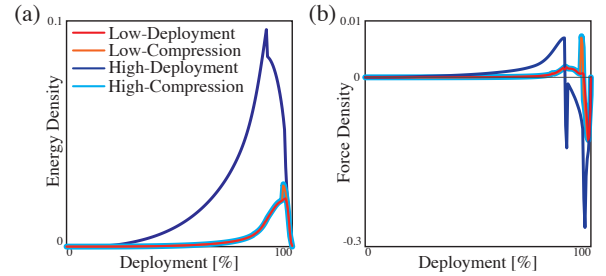 (a)
0.1
Low-Deployment
Low-Compression
High-Deployment
High-Compression
Energy Density
0
0
100
Deployment [%]
(b)
0.01
0
Force Density
-0.3
0
100
Deployment [%]